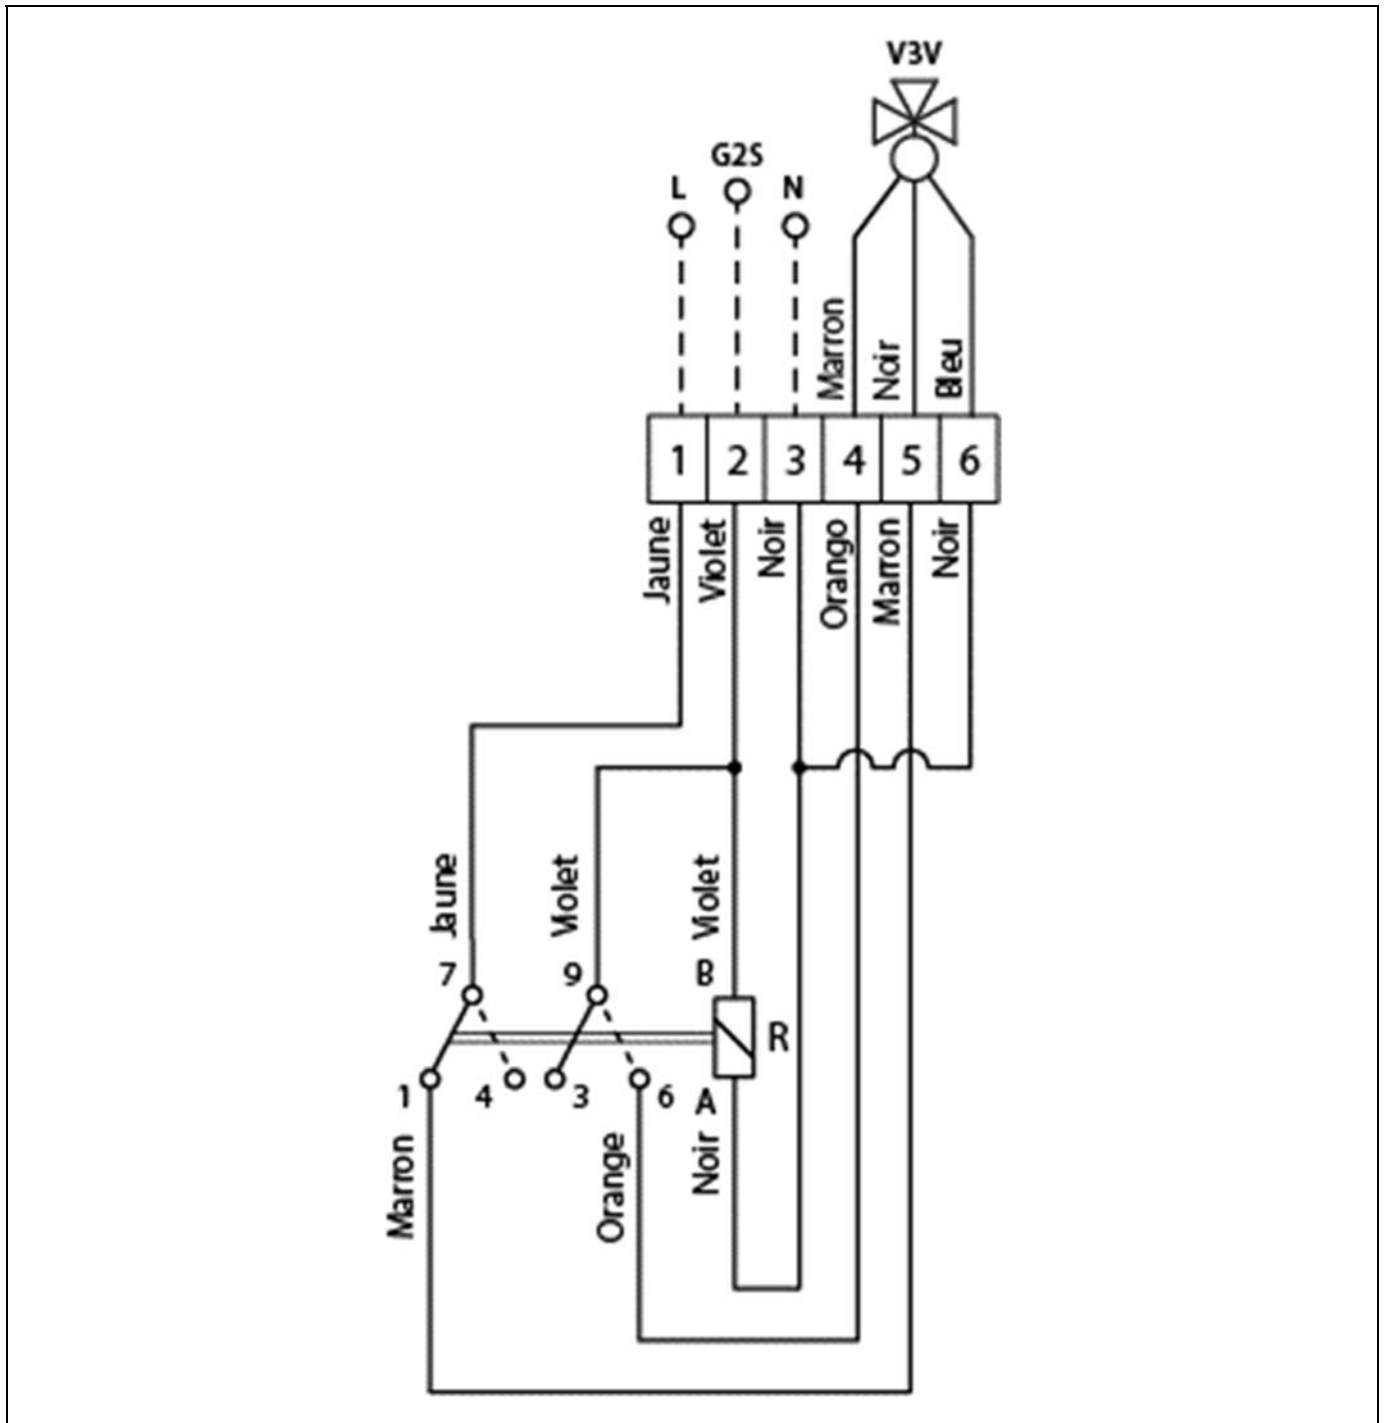 V3V
G2S
L
N
Marron
Noir
Bleu
1
2
3
4
5
6
Jaune
Violet
Noir
Orango
Marron
Noir
Jaune
Violet
Violet
7
9
B
R
1
4
3
6
A
Marron
Orange
Noir